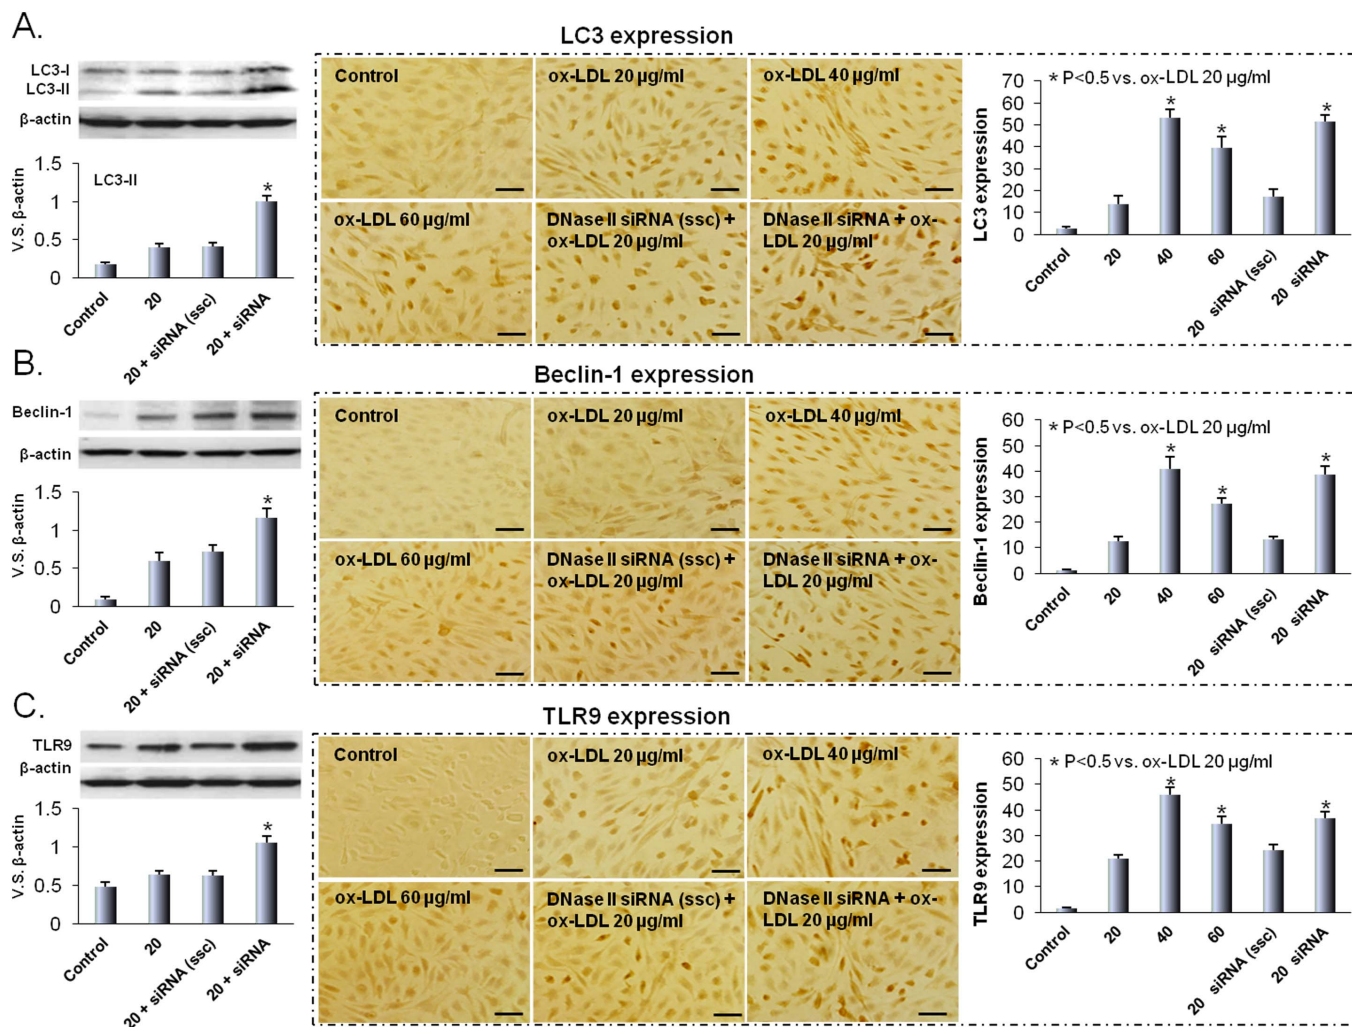 A.
LC3 expression
LC3-I
LC3-II
β-actin
1.5
1
0.5
0
V.S. β-actin
LC3-II
*
Control
20
20 + siRNA (ssc)
20 + siRNA
Control
ox-LDL 20 µg/ml
ox-LDL 40 µg/ml
ox-LDL 60 µg/ml
DNase II siRNA (ssc) +
ox-LDL 20 µg/ml
DNase II siRNA + ox-
LDL 20 µg/ml
* P<0.5 vs. ox-LDL 20 µg/ml
LC3 expression
70
60
50
40
30
20
10
0
*
*
*
Control
20
40
60
20 siRNA (ssc)
20 siRNA
B.
Beclin-1 expression
Beclin-1
β-actin
1.5
1
0.5
0
V.S. β-actin
*
Control
20
20 + siRNA (ssc)
20 + siRNA
Control
ox-LDL 20 µg/ml
ox-LDL 40 µg/ml
ox-LDL 60 µg/ml
DNase II siRNA (ssc) +
ox-LDL 20 µg/ml
DNase II siRNA + ox-
LDL 20 µg/ml
* P<0.5 vs. ox-LDL 20 µg/ml
Beclin-1 expression
60
50
40
30
20
10
0
*
*
*
Control
20
40
60
20 siRNA (ssc)
20 siRNA
C.
TLR9 expression
TLR9
β-actin
1.5
1
0.5
0
V.S. β-actin
*
Control
20
20 + siRNA (ssc)
20 + siRNA
Control
ox-LDL 20 µg/ml
ox-LDL 40 µg/ml
ox-LDL 60 µg/ml
DNase II siRNA (ssc) +
ox-LDL 20 µg/ml
DNase II siRNA + ox-
LDL 20 µg/ml
* P<0.5 vs. ox-LDL 20 µg/ml
TLR9 expression
60
50
40
30
20
10
0
*
*
*
Control
20
40
60
20 siRNA (ssc)
20 siRNA